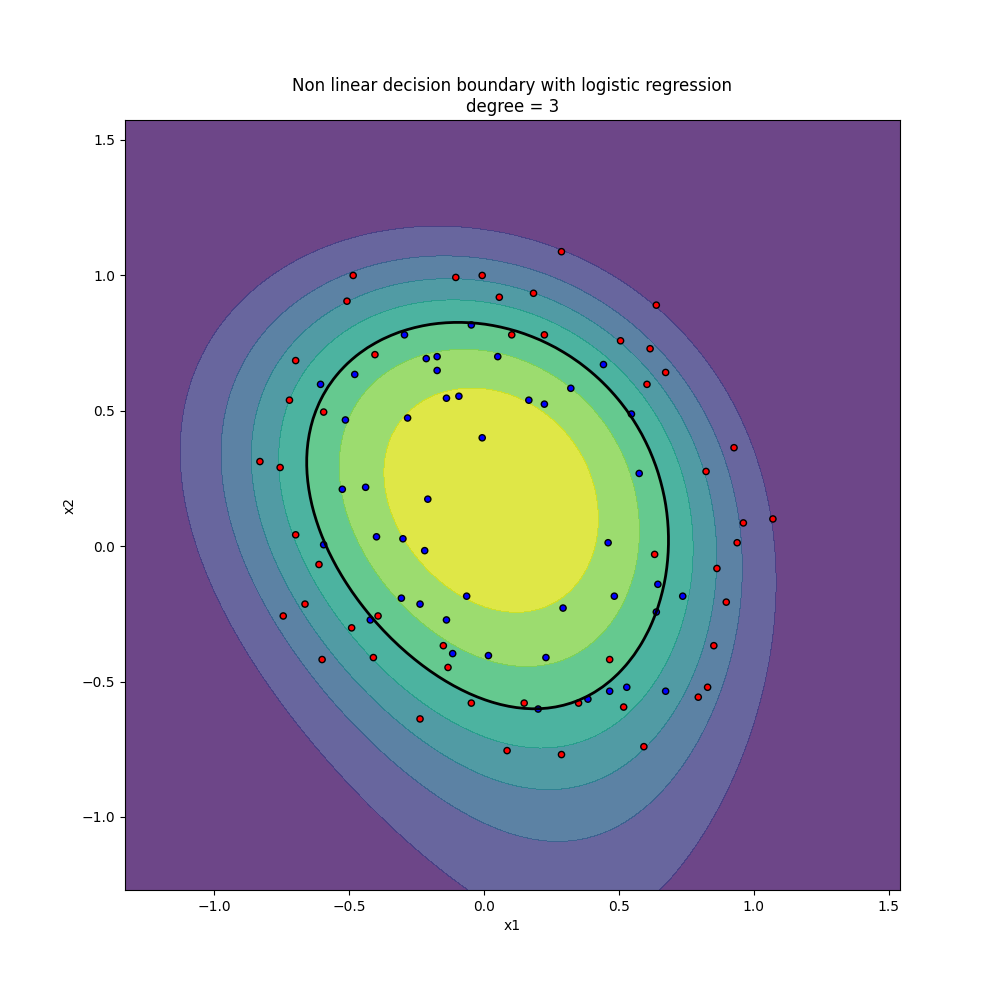 Non linear decision boundary with logistic regression
degree = 3
1.5
1.0
0.5
0.0
−0.5
−1.0
x2
−1.0 −0.5 0.0 0.5 1.0 1.5
x1